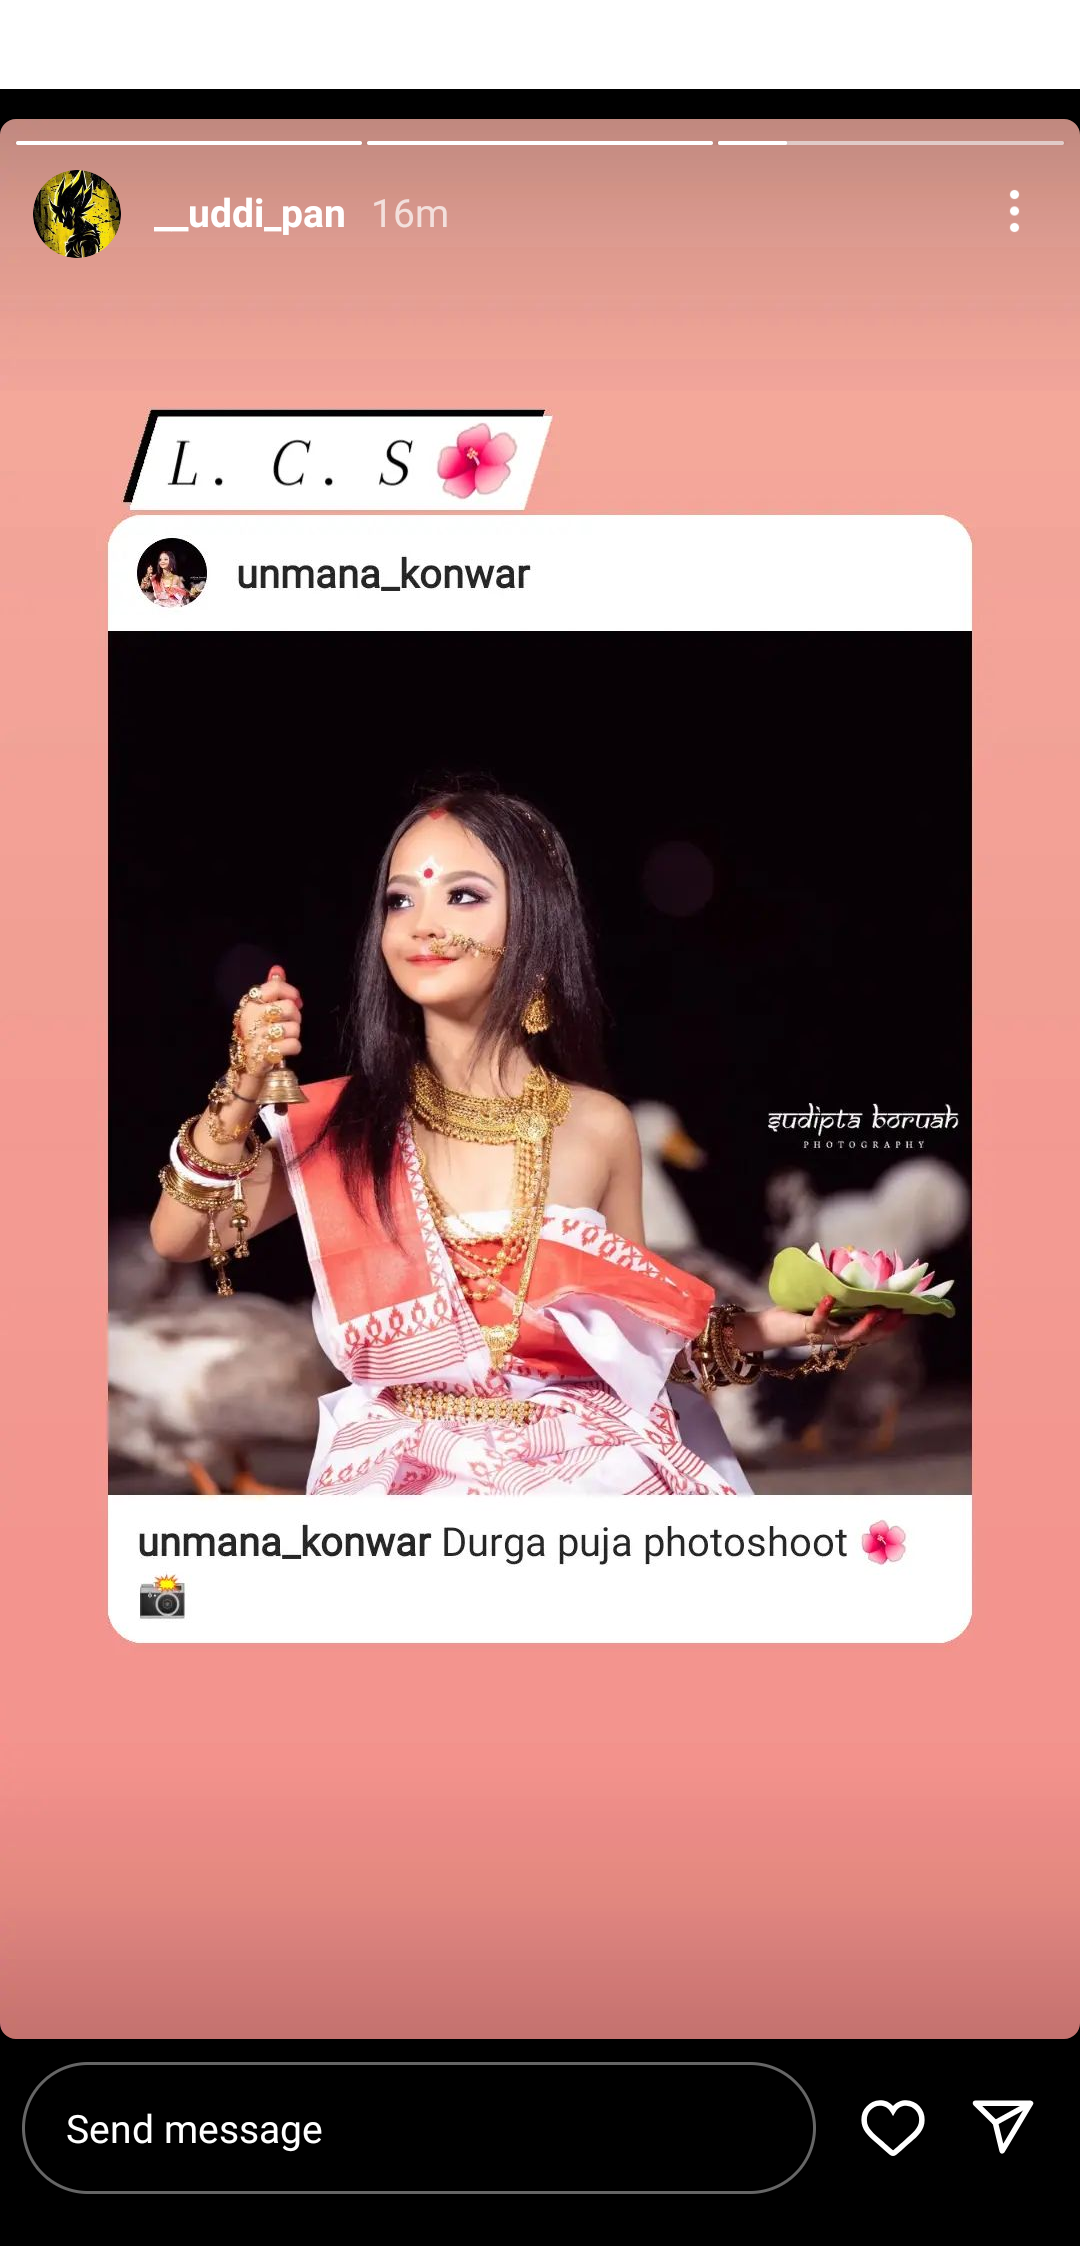 __uddi_pan 16m
L. C. S🌺
unmana_konwar
sudipta boruah
PHOTOGRAPHY
unmana_konwar Durga puja photoshoot 🌺
📸
Send message